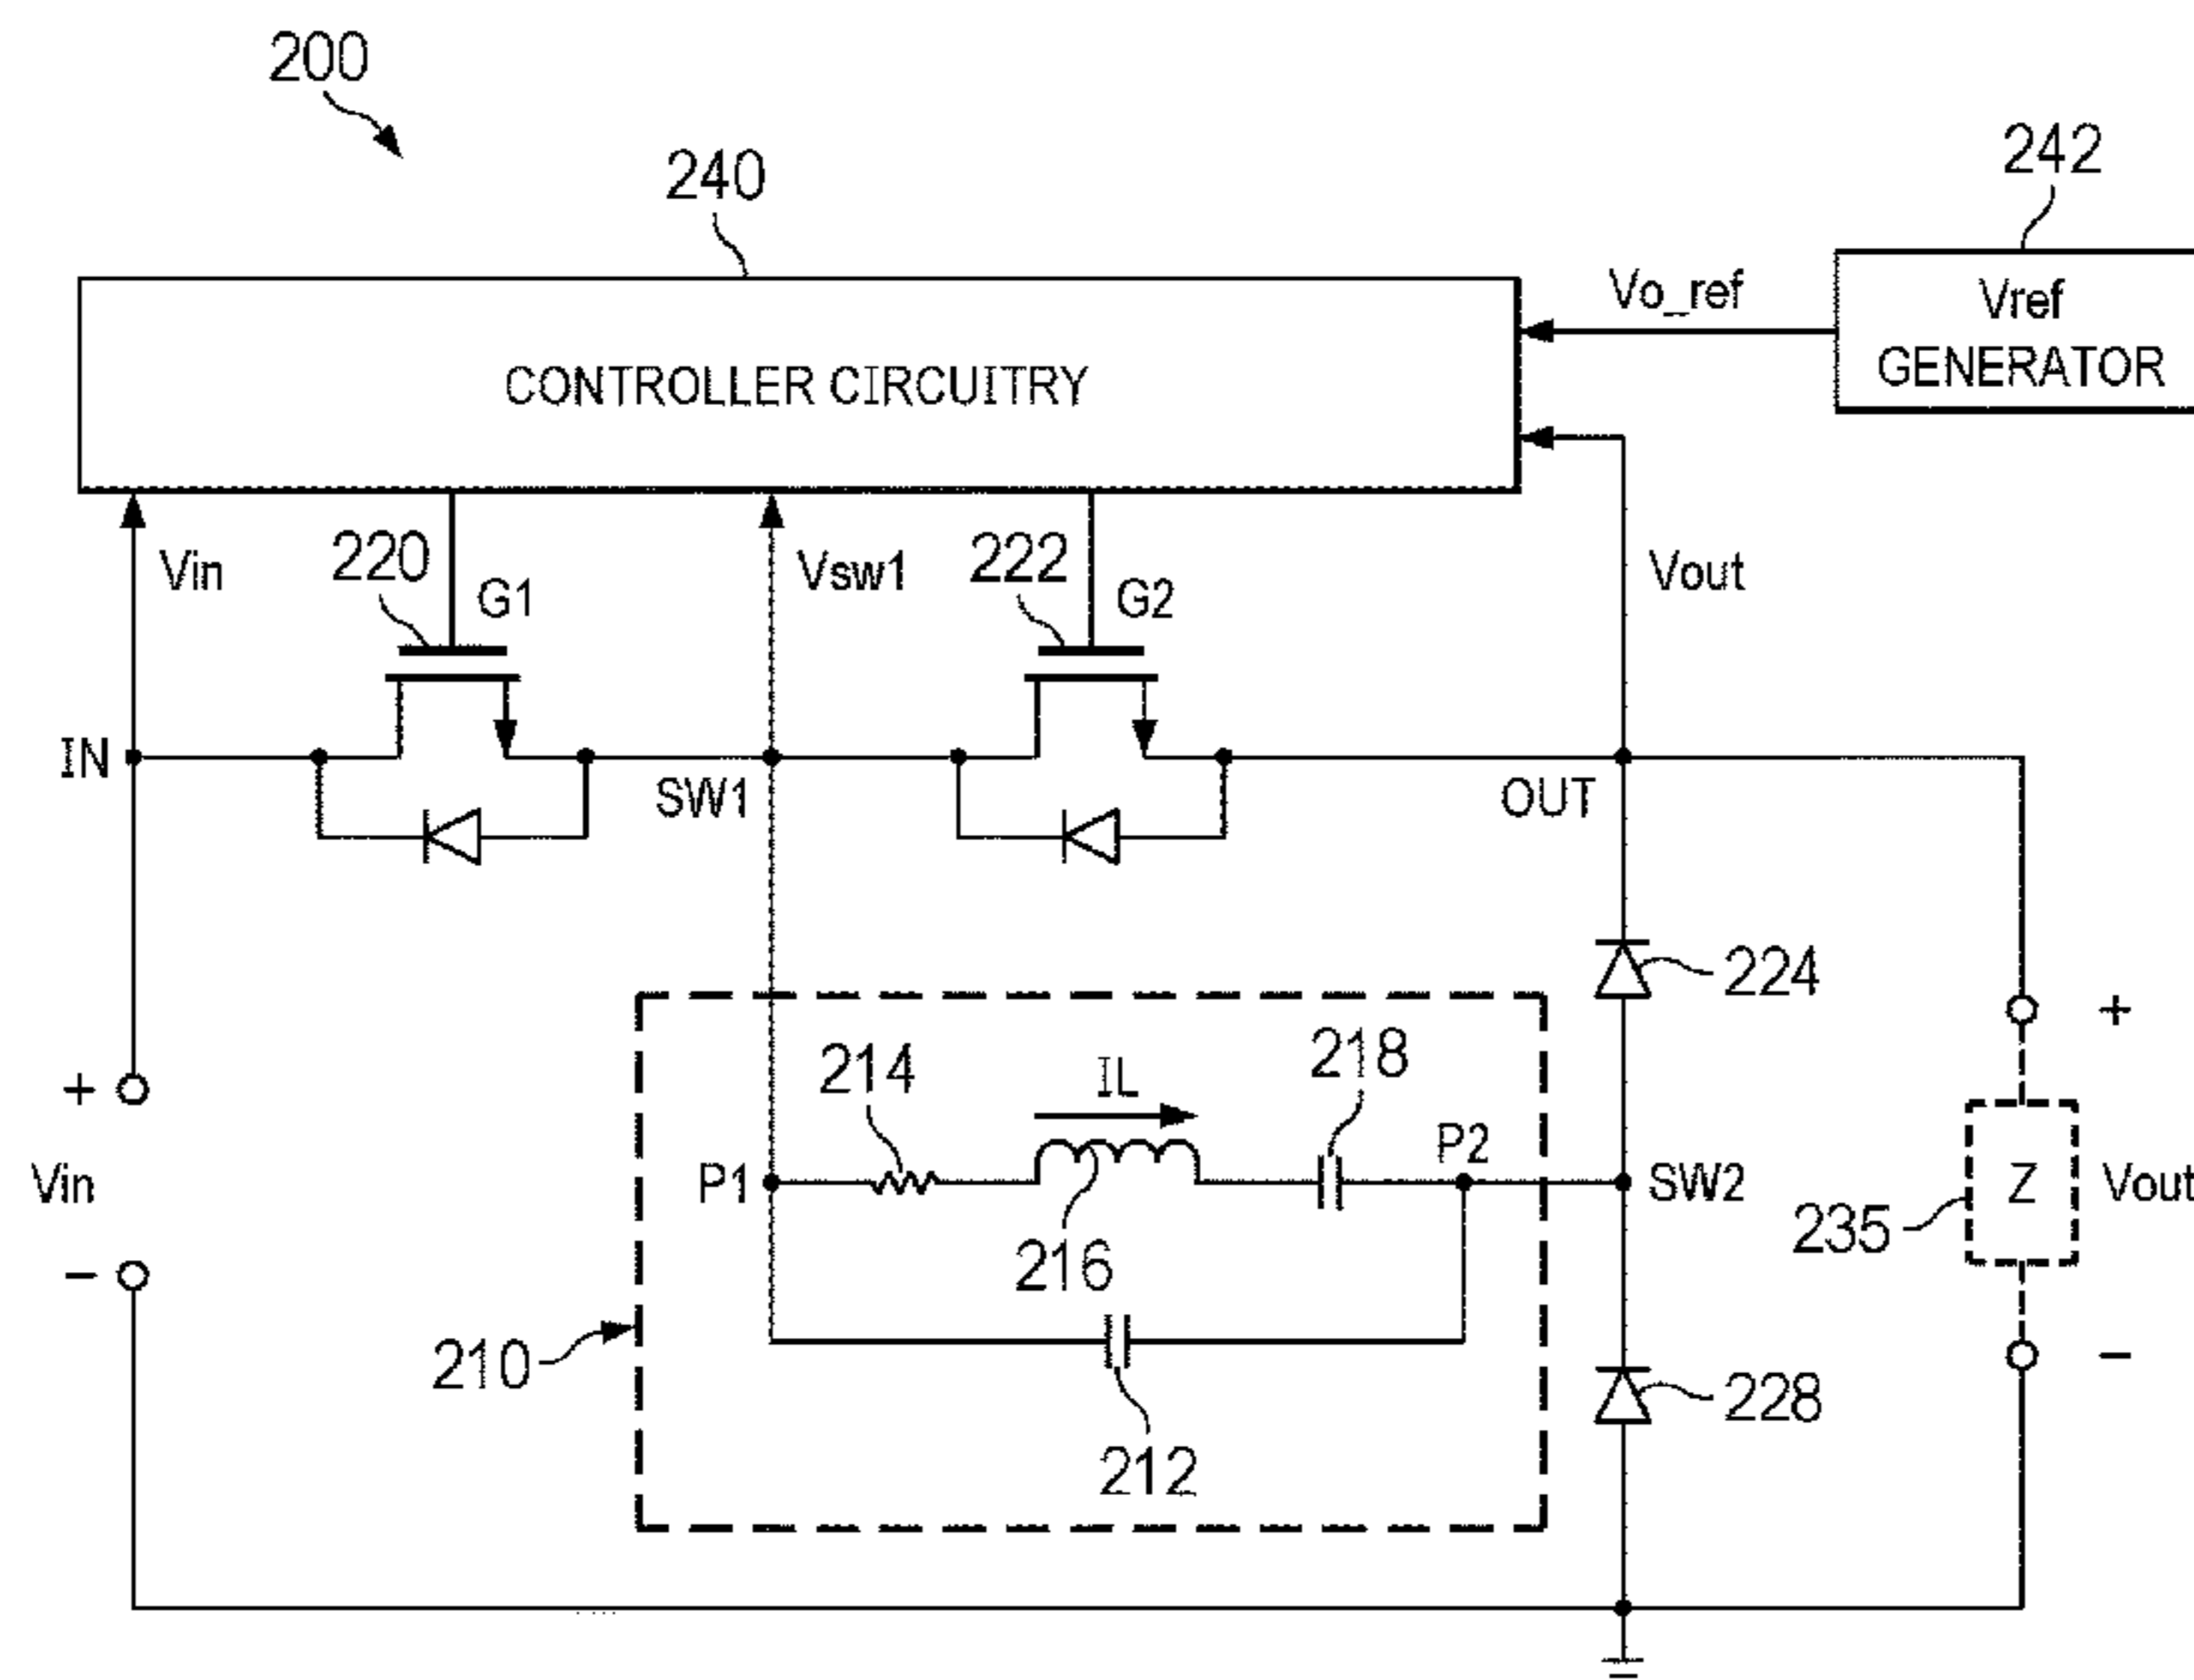 200
240
242
Vo_ref
Vref
GENERATOR
CONTROLLER CIRCUITRY
Vin
220
G1
Vsw1
222
G2
Vout
IN
SW1
OUT
224
+
+
214
IL
218
P2
Vin
P1
SW2
Z
Vout
216
235
−
−
210
228
212